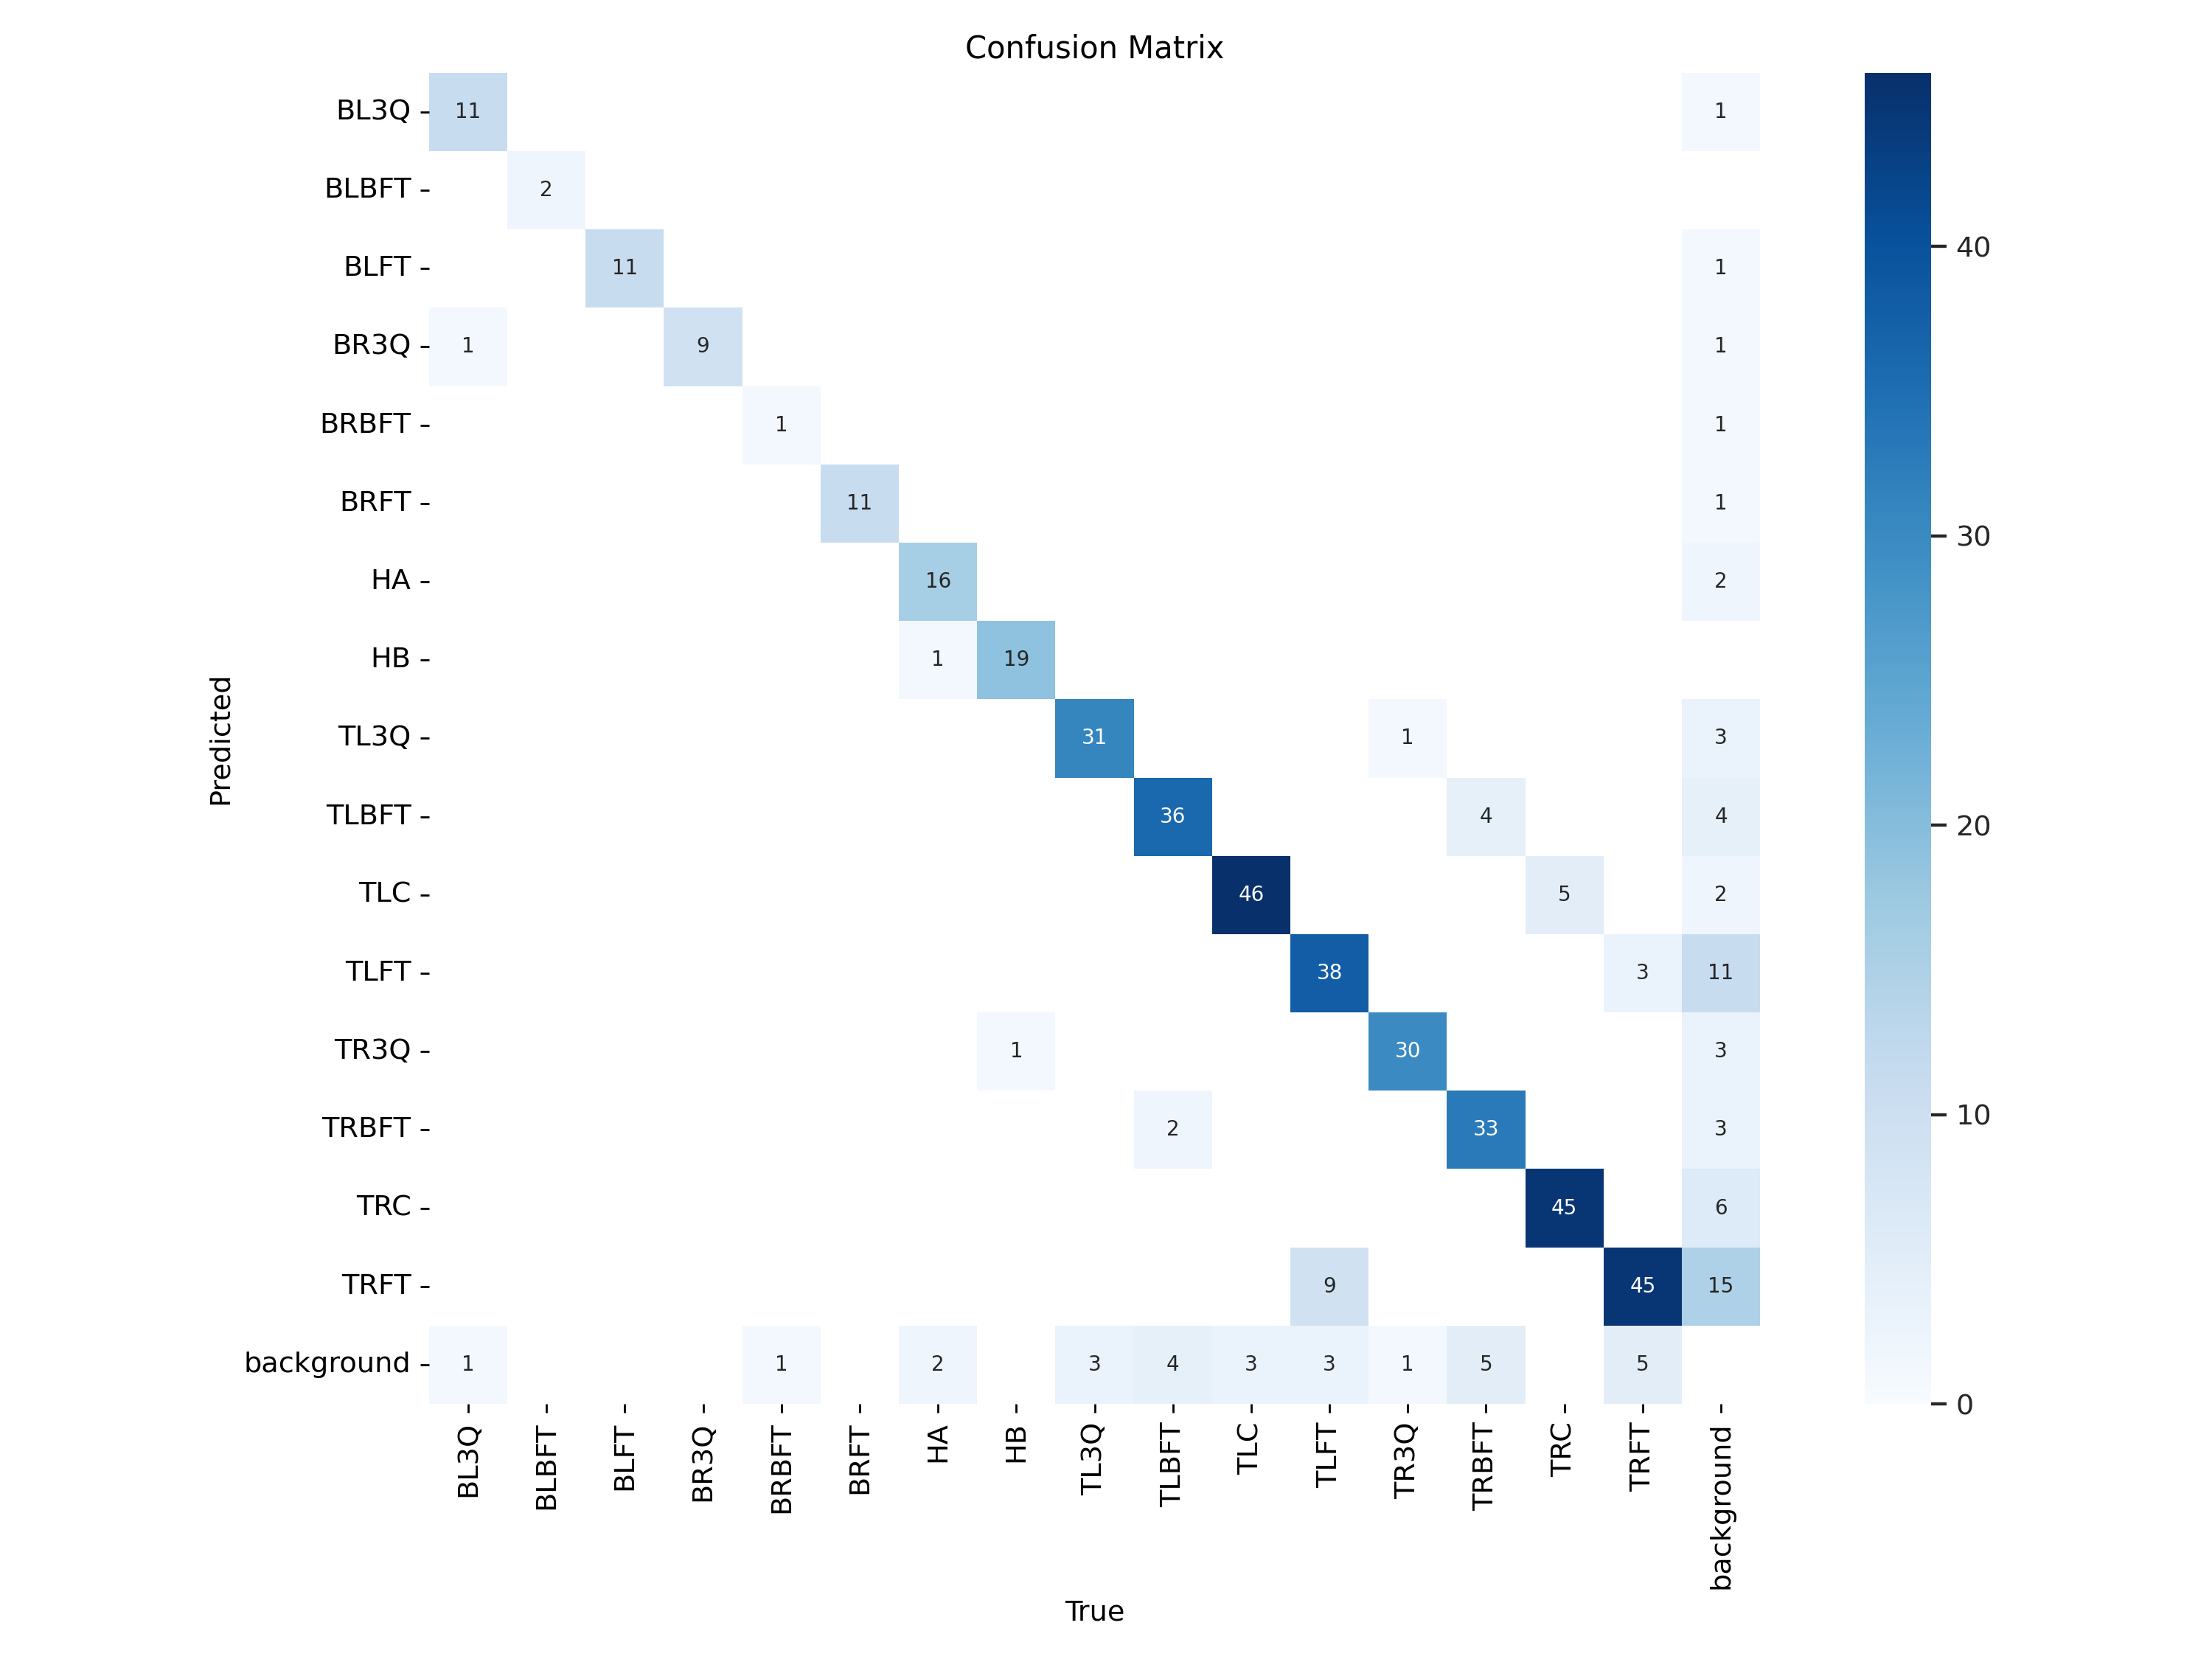 Confusion Matrix
BL3Q 11 1
BLBFT 2
BLFT 11 1
BR3Q 1 9 1
BRBFT 1 1
BRFT 11 1
HA 16 2
HB 1 19
TL3Q 31 1 3
TLBFT 36 4 4
TLC 46 5 2
TLFT 38 3 11
TR3Q 1 30 3
TRBFT 2 33 3
TRC 45 6
TRFT 9 45 15
background 1 1 2 3 4 3 3 1 5 5
Predicted
BL3Q BLBFT BLFT BR3Q BRBFT BRFT HA HB TL3Q TLBFT TLC TLFT TR3Q TRBFT TRC TRFT background
True
40
30
20
10
0